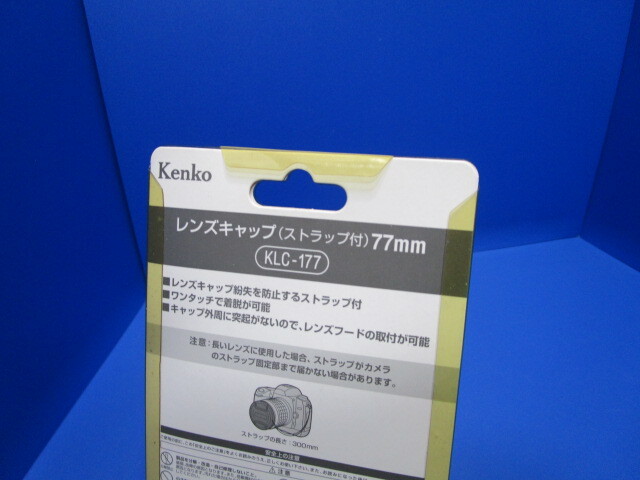 Kenko
レンズキャップ(ストラップ付)77mm
KLC-177
■レンズキャップ紛失を防止するストラップ付
■ワンタッチで着脱が可能
■キャップ外周に突起がないので、レンズフードの取付が可能
注意:長いレンズに使用した場合、ストラップがカメラ
のストラップ固定部まで届かない場合があります。
ストラップの長さ:300mm
安全上の注意
注意